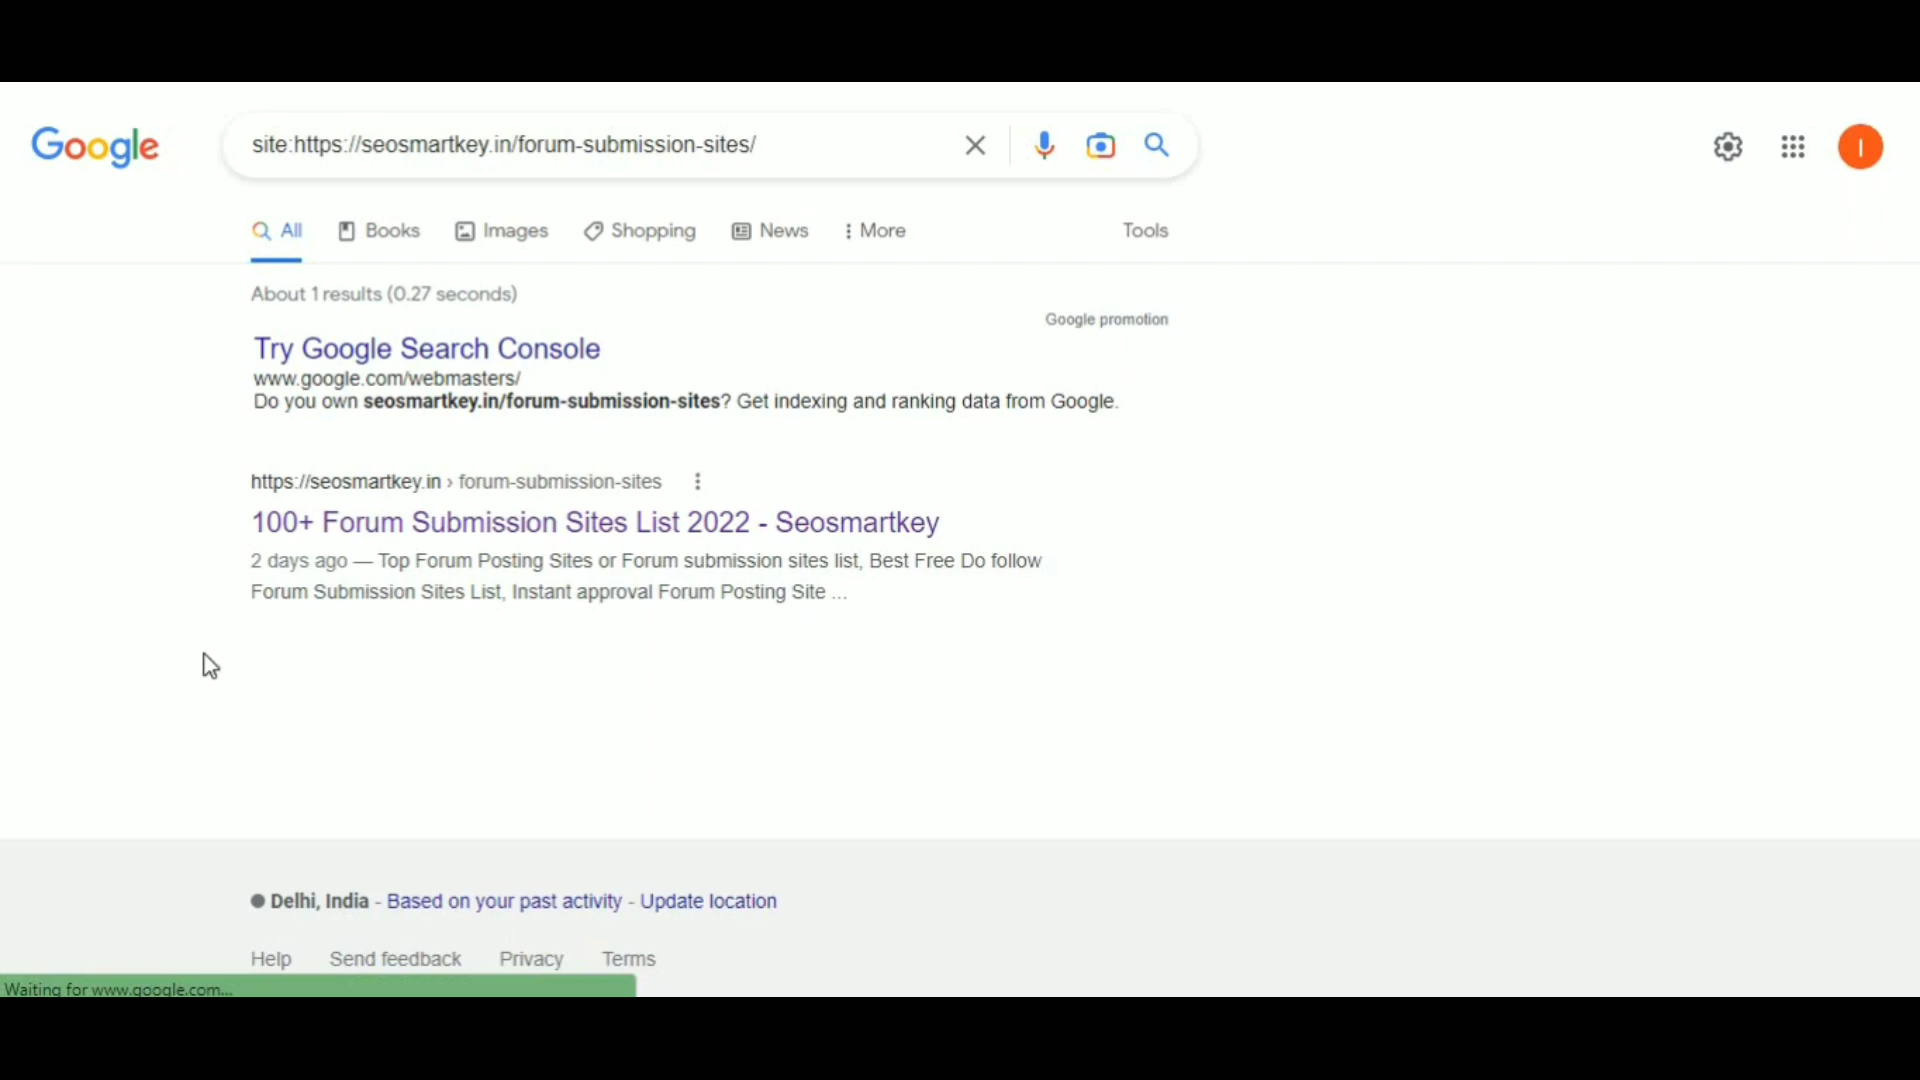 Google
site:https://seosmartkey.in/forum-submission-sites/
All Books Images Shopping News More Tools
About 1 results (0.27 seconds)
Google promotion
Try Google Search Console
www.google.com/webmasters/
Do you own seosmartkey.in/forum-submission-sites? Get indexing and ranking data from Google.
https://seosmartkey.in › forum-submission-sites
100+ Forum Submission Sites List 2022 - Seosmartkey
2 days ago — Top Forum Posting Sites or Forum submission sites list, Best Free Do follow
Forum Submission Sites List, Instant approval Forum Posting Site ...
Delhi, India - Based on your past activity - Update location
Help Send feedback Privacy Terms
Waiting for www.google.com...